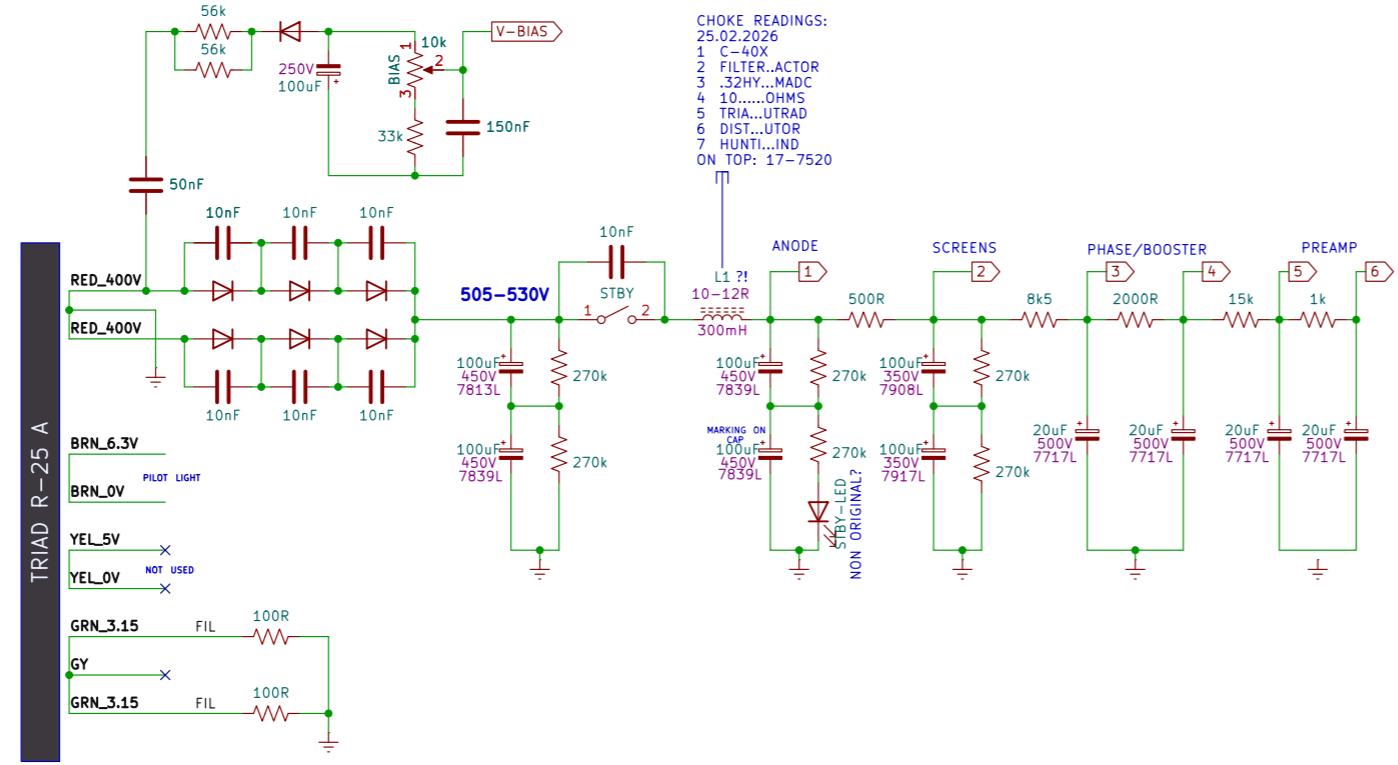 56k
56k
250V
100uF
BIAS
1
10k
2
3
33k
V-BIAS
150nF
50nF
CHOKE READINGS:
25.02.2026
1 C-40X
2 FILTER..ACTOR
3 .32HY...MADC
4 10.....OHMS
5 TRIA...UTRAD
6 DIST...UTOR
7 HUNTI...IND
ON TOP: 17-7520
TRIAD R-25 A
RED_400V
RED_400V
10nF
10nF
10nF
10nF
10nF
10nF
505-530V
10nF
STBY
1
2
L1 ?!
10-12R
300mH
ANODE
1
500R
SCREENS
2
8k5
PHASE/BOOSTER
3
4
2000R
15k
PREAMP
5
6
1k
100uF
450V
7813L
270k
100uF
450V
7839L
270k
100uF
450V
7839L
270k
MARKING ON
CAP
100uF
450V
7839L
270k
STBY-LED
NON ORIGINAL?
100uF
350V
7908L
270k
100uF
350V
7917L
270k
20uF
500V
7717L
20uF
500V
7717L
20uF
500V
7717L
20uF
500V
7717L
BRN_6.3V
PILOT LIGHT
BRN_0V
YEL_5V
NOT USED
YEL_0V
GRN_3.15
FIL
100R
GY
GRN_3.15
FIL
100R